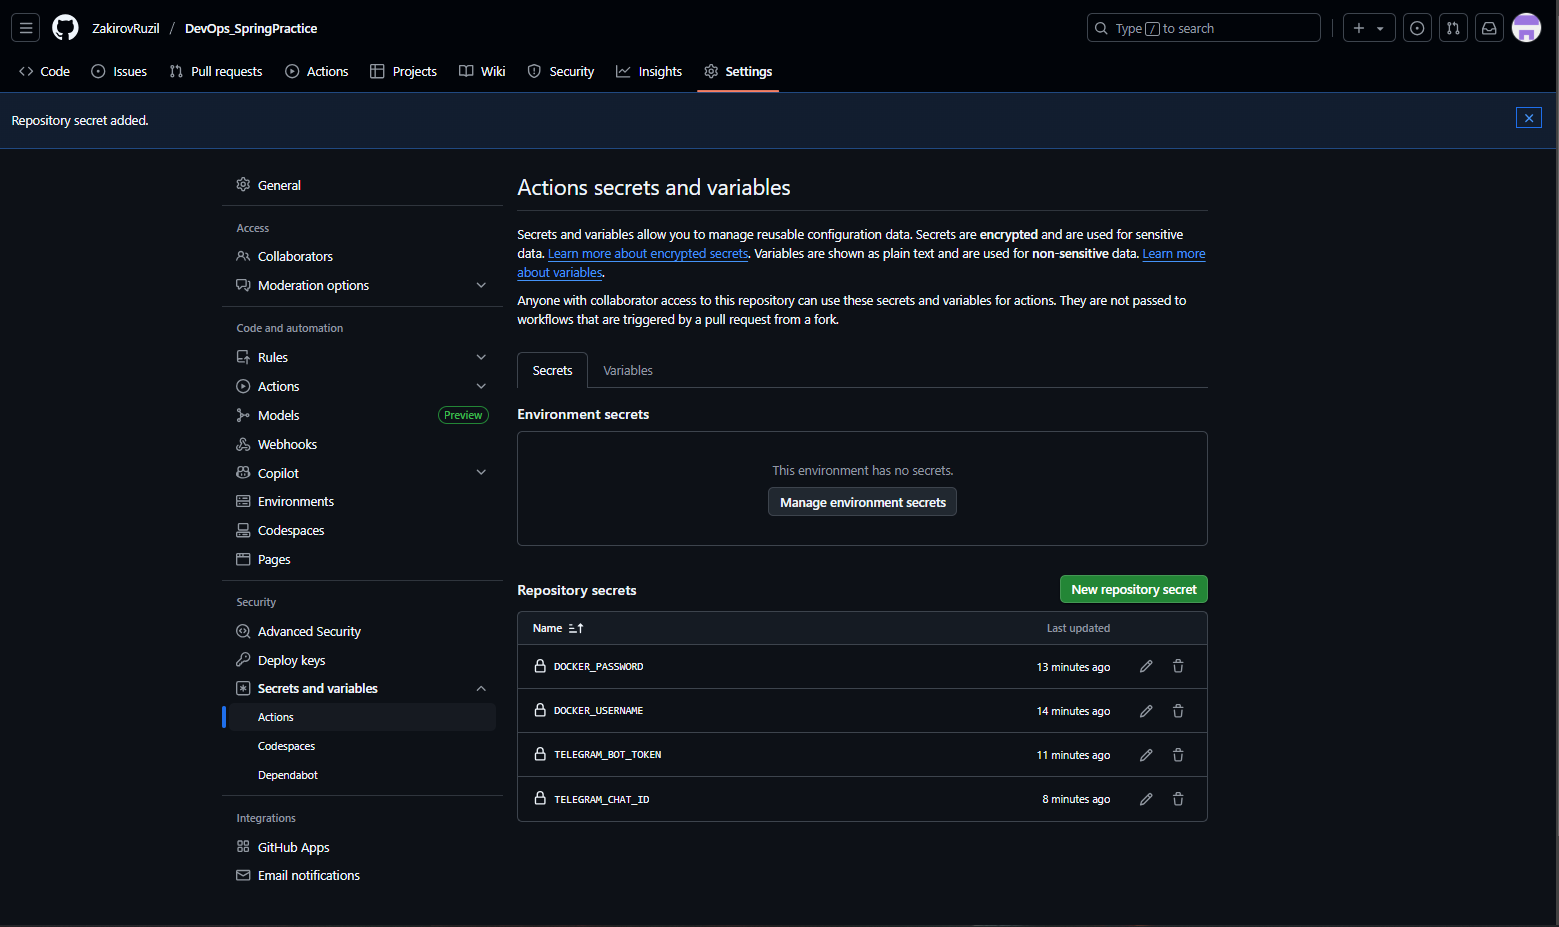 ZakirovRuzil / DevOps_SpringPractice
Type / to search
Code
Issues
Pull requests
Actions
Projects
Wiki
Security
Insights
Settings
Repository secret added.
General
Access
Collaborators
Moderation options
Code and automation
Rules
Actions
Models
Preview
Webhooks
Copilot
Environments
Codespaces
Pages
Security
Advanced Security
Deploy keys
Secrets and variables
Actions
Codespaces
Dependabot
Integrations
GitHub Apps
Email notifications
Actions secrets and variables
Secrets and variables allow you to manage reusable configuration data. Secrets are encrypted and are used for sensitive
data. Learn more about encrypted secrets. Variables are shown as plain text and are used for non-sensitive data. Learn more
about variables.
Anyone with collaborator access to this repository can use these secrets and variables for actions. They are not passed to
workflows that are triggered by a pull request from a fork.
Secrets
Variables
Environment secrets
This environment has no secrets.
Manage environment secrets
Repository secrets
New repository secret
Name
Last updated
DOCKER_PASSWORD
13 minutes ago
DOCKER_USERNAME
14 minutes ago
TELEGRAM_BOT_TOKEN
11 minutes ago
TELEGRAM_CHAT_ID
8 minutes ago